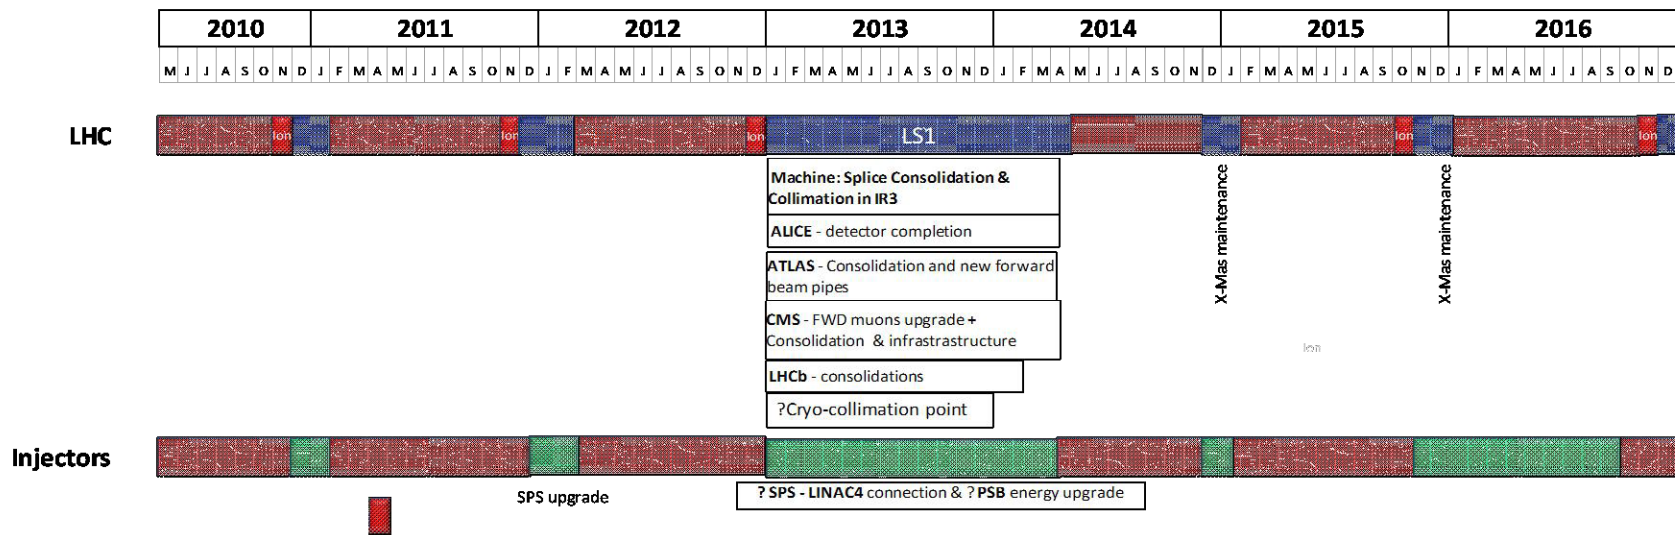 2010 2011 2012 2013 2014 2015 2016
M J J A S O N D J F M A M J J A S O N D J F M A M J J A S O N D J F M A M J J A S O N D J F M A M J J A S O N D J F M A M J J A S O N D J F M A M J J A S O N D
LHC
Ion Ion Ion LS1 Ion Ion
Machine: Splice Consolidation &
Collimation in IR3
ALICE - detector completion
ATLAS - Consolidation and new forward
beam pipes
CMS - FWD muons upgrade +
Consolidation & infrastrastructure
LHCb - consolidations
?Cryo-collimation point
X-Mas maintenance
X-Mas maintenance
Ion
Injectors
SPS upgrade
? SPS - LINAC4 connection & ? PSB energy upgrade